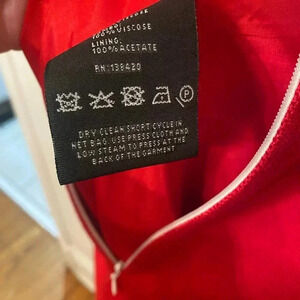 100% VISCOSE
LINING:
100% ACETATE
RN: 138420
P
DRY CLEAN SHORT CYCLE IN
NET BAG. USE PRESS CLOTH AND
LOW STEAM TO PRESS AT THE
BACK OF THE GARMENT